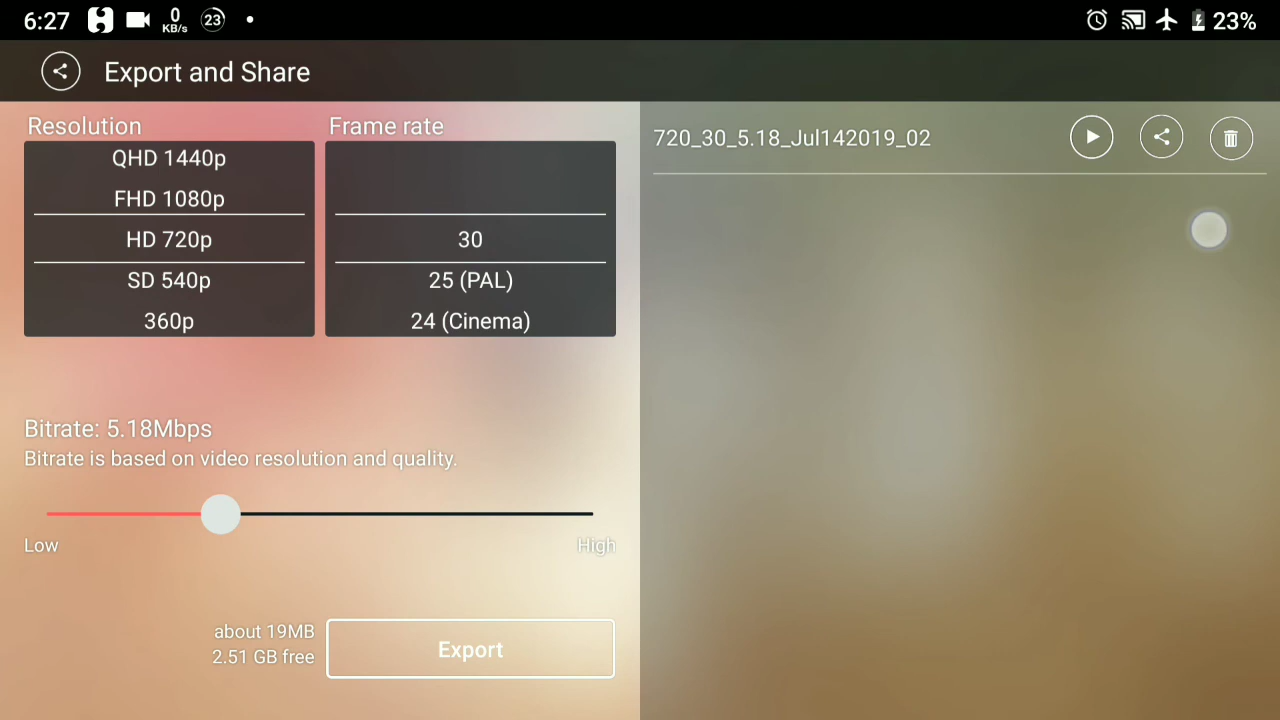 6:27
0
KB/s
23
23%
Export and Share
Resolution
Frame rate
QHD 1440p
FHD 1080p
HD 720p
SD 540p
360p
30
25 (PAL)
24 (Cinema)
Bitrate: 5.18Mbps
Bitrate is based on video resolution and quality.
Low
High
about 19MB
2.51 GB free
Export
720_30_5.18_Jul142019_02